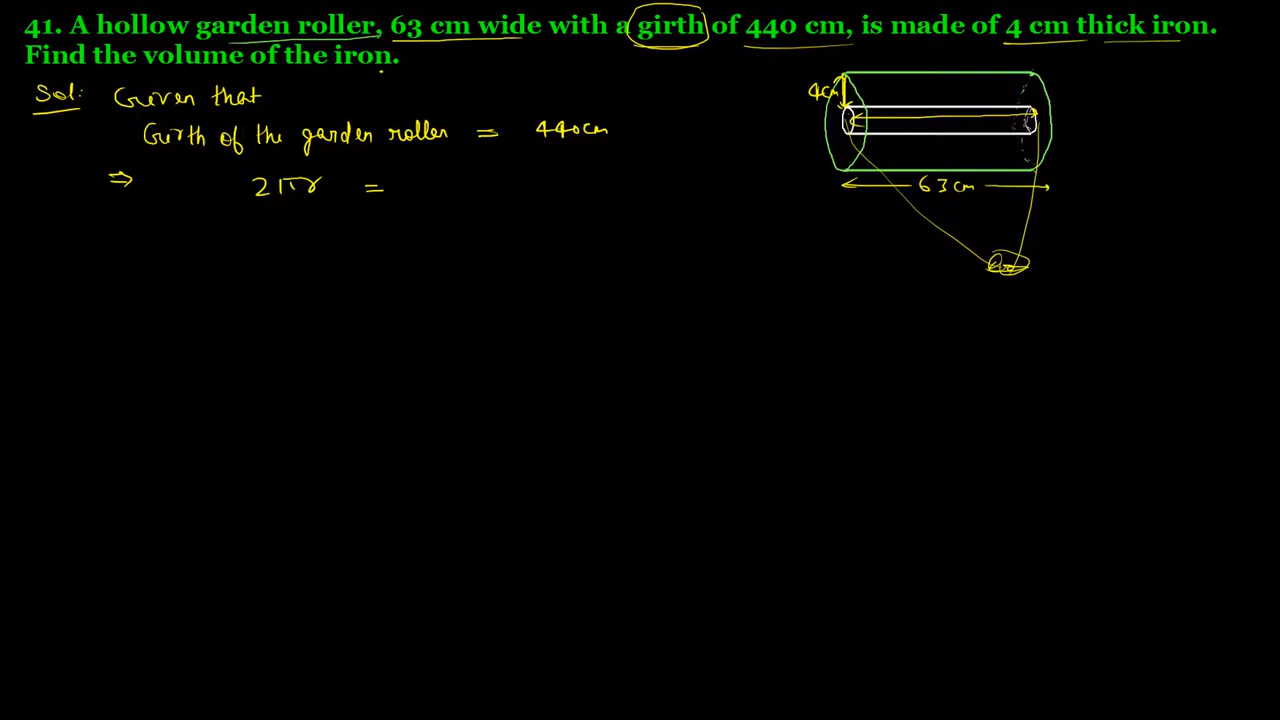 41. A hollow garden roller, 63 cm wide with a girth of 440 cm, is made of 4 cm thick iron.
Find the volume of the iron.
Sol: Given that
Girth of the garden roller = 440cm
⇒ 2πr =
4cm
63cm